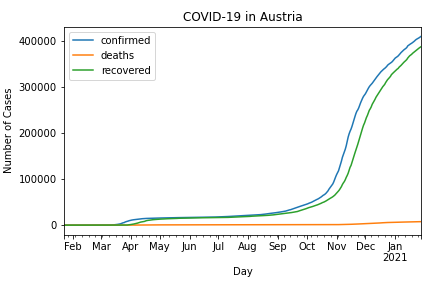 COVID-19 in Austria
confirmed
deaths
recovered
Number of Cases
400000
300000
200000
100000
0
Feb Mar Apr May Jun Jul Aug Sep Oct Nov Dec Jan
2021
Day